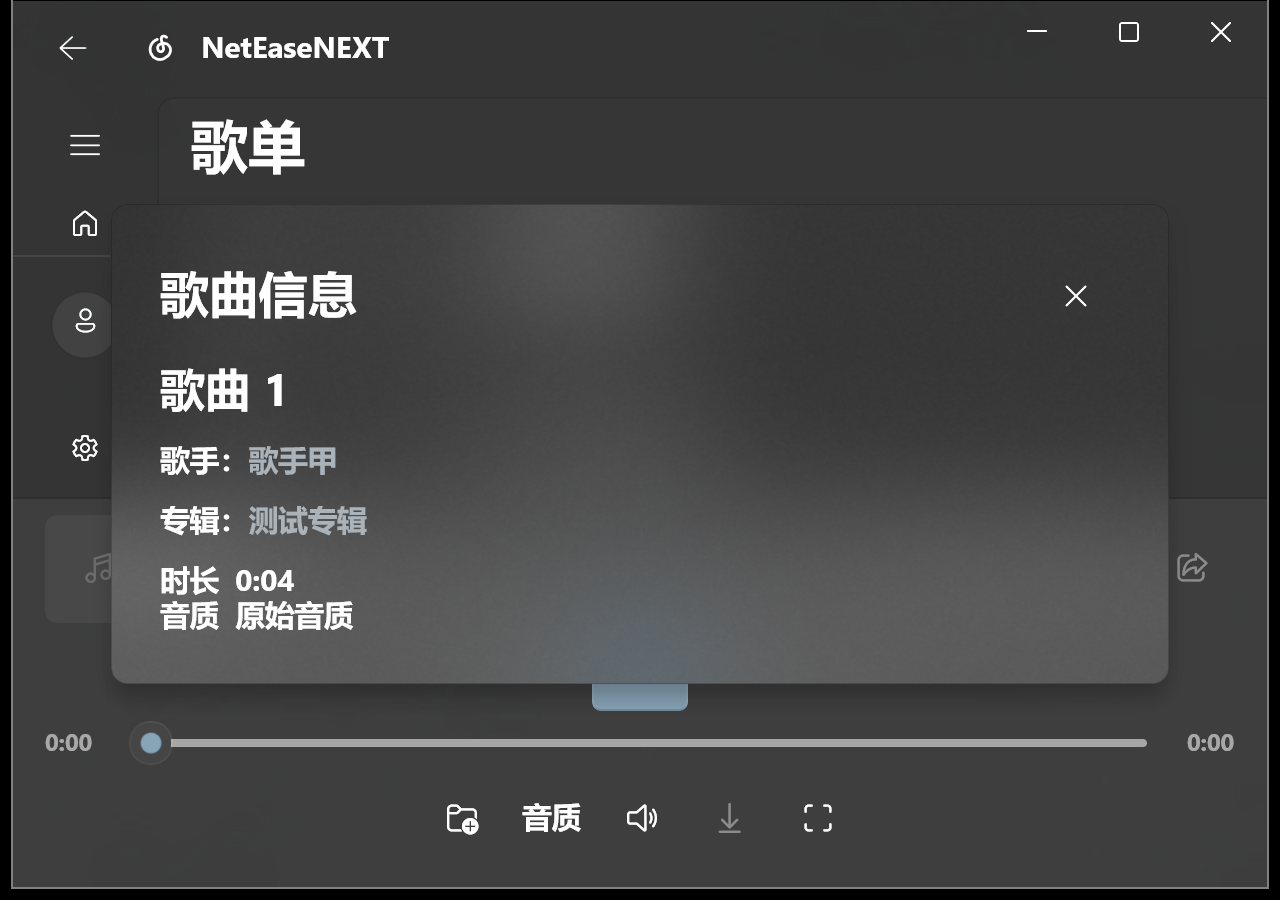 NetEaseNEXT
歌单
歌曲信息
歌曲 1
歌手：歌手甲
专辑：测试专辑
时长 0:04
音质 原始音质
0:00
0:00
音质